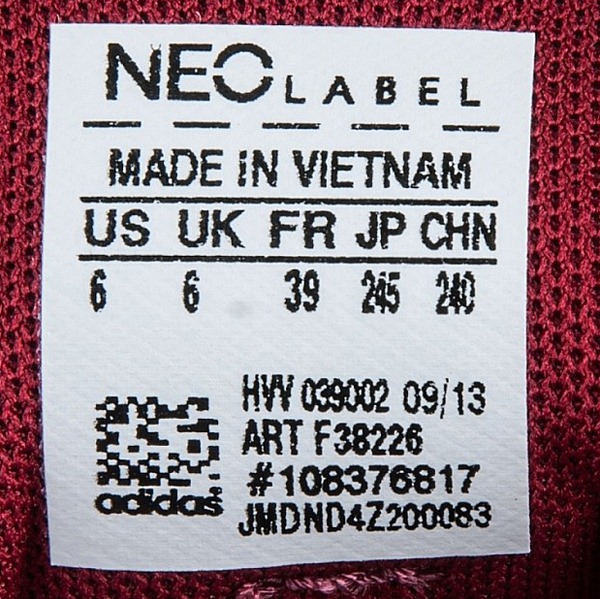 NEO LABEL
MADE IN VIETNAM
US UK FR JP CHN
6 6 39 245 240
HVV 039002 09/13
ART F38226
#108376817
JMDND4Z200083
adidas